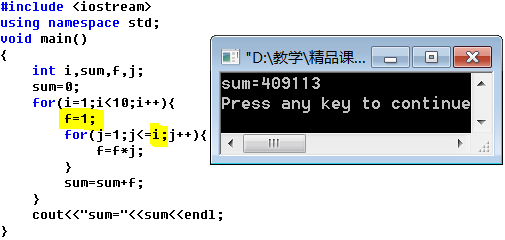 #include <iostream>
using namespace std;
void main()
{
int i,sum,f,j;
sum=0;
for(i=1;i<10;i++){
f=1;
for(j=1;j<=i;j++){
f=f*j;
}
sum=sum+f;
}
cout<<"sum="<<sum<<endl;
}
"D:\教学\精品课...
sum=409113
Press any key to continue